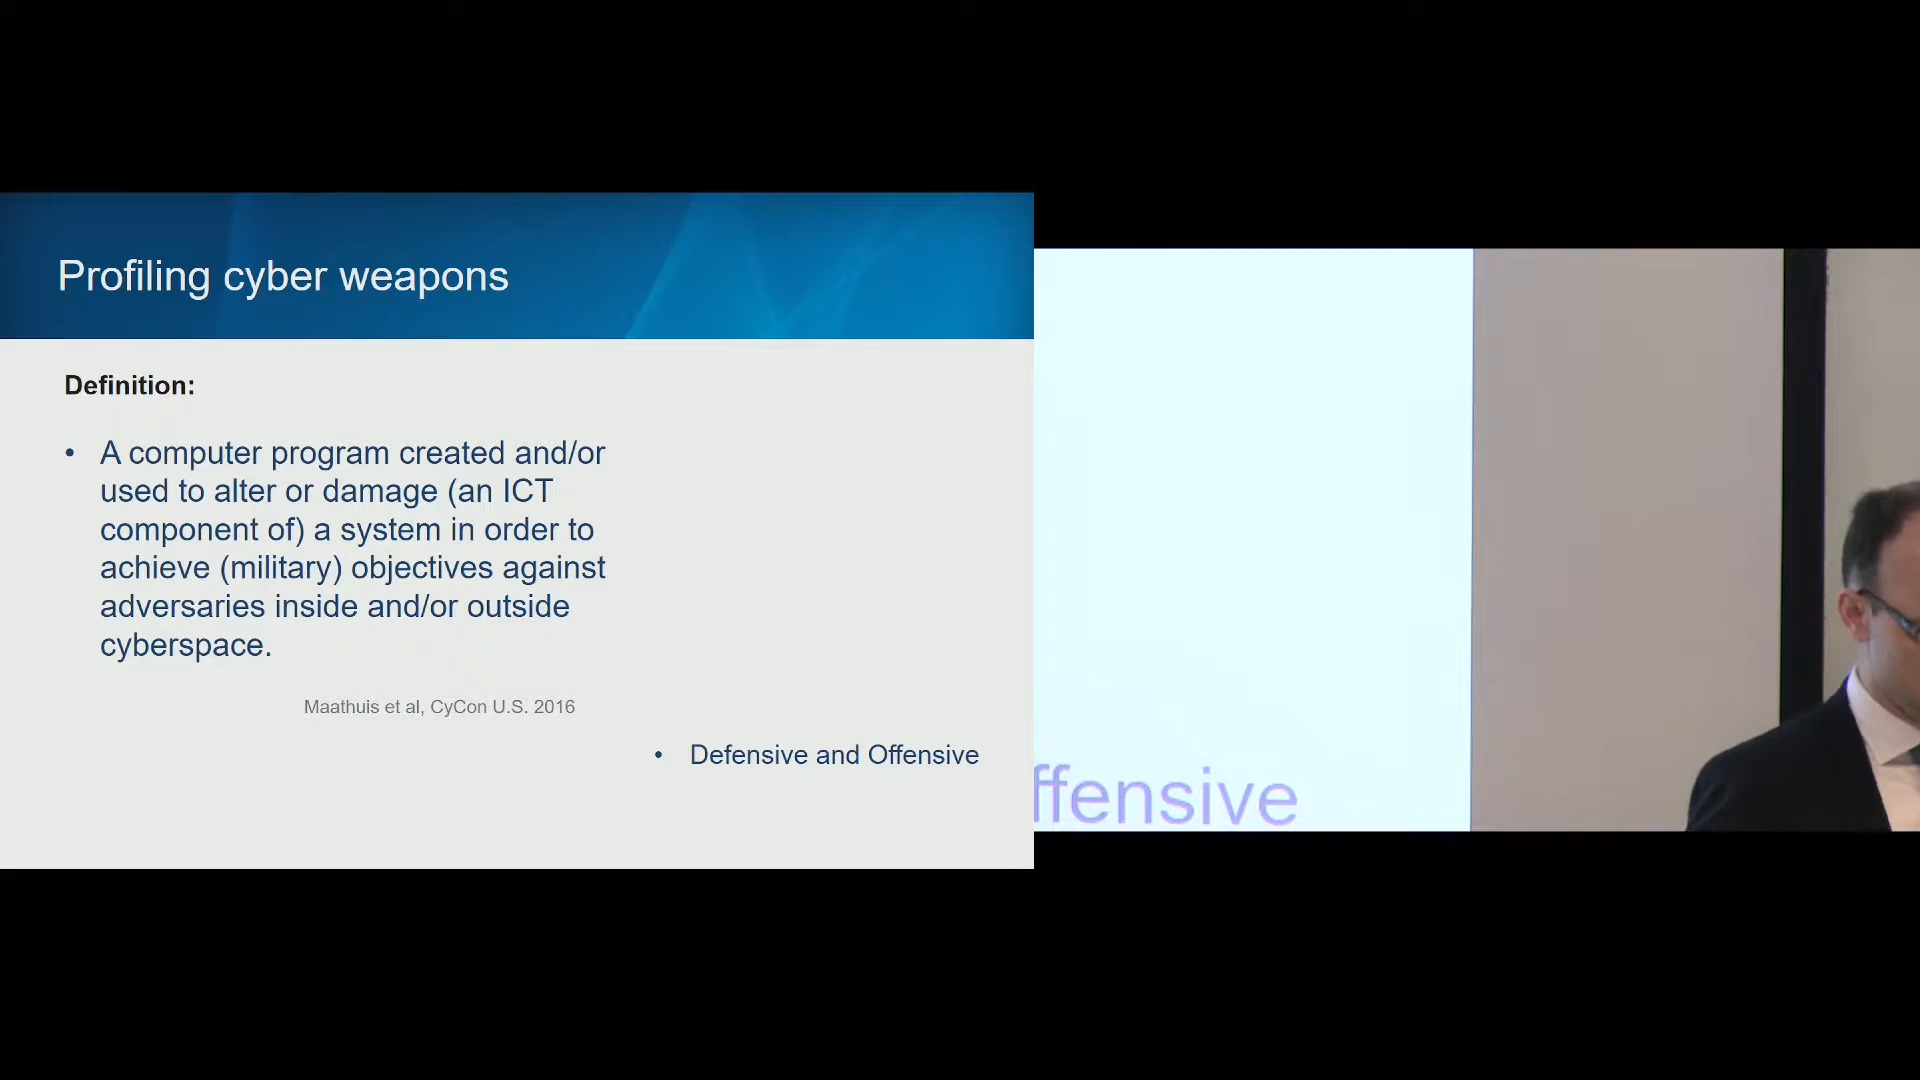 Profiling cyber weapons
Definition:
• A computer program created and/or
used to alter or damage (an ICT
component of) a system in order to
achieve (military) objectives against
adversaries inside and/or outside
cyberspace.
Maathuis et al, CyCon U.S. 2016
• Defensive and Offensive
ffensive